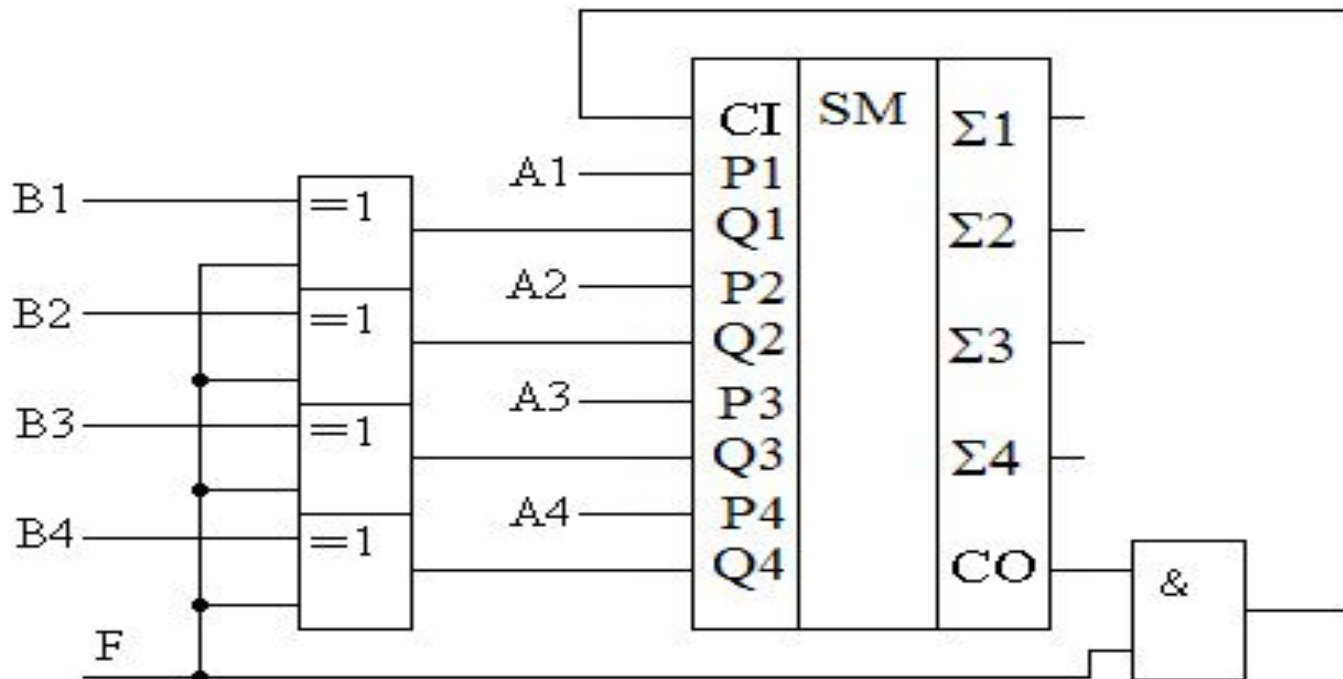 CI SM Σ1
A1 P1
B1 =1 Q1 Σ2
A2 P2
B2 =1 Q2 Σ3
A3 P3
B3 =1 Q3 Σ4
A4 P4
B4 =1 Q4 CO &
F